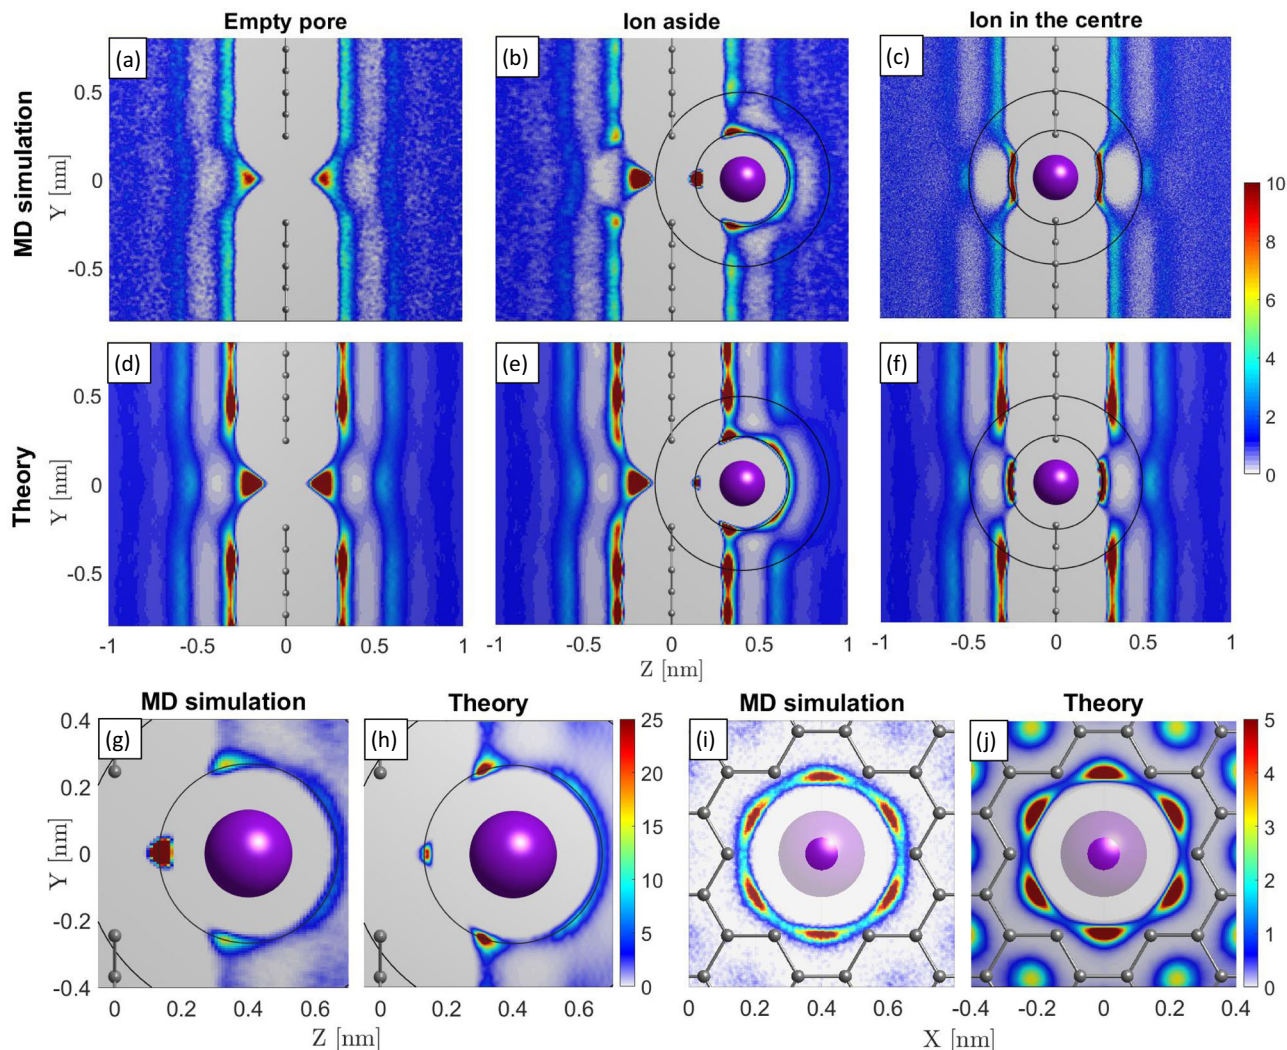 Empty pore
Ion aside
Ion in the centre
MD simulation
Y [nm]
0.5
0
-0.5
(a)
(b)
(c)
Theory
Y [nm]
0.5
0
-0.5
(d)
(e)
(f)
-1 -0.5 0 0.5 1
-0.5 0 0.5 1
-0.5 0 0.5 1
Z [nm]
10
8
6
4
2
0
MD simulation
Theory
MD simulation
Theory
(g)
(h)
(i)
(j)
Y [nm]
0.4
0.2
0
-0.2
-0.4
25
20
15
10
5
0
5
4
3
2
1
0
0 0.2 0.4 0.6
0 0.2 0.4 0.6
Z [nm]
0.4 0.2 0 0.2 0.4
-0.4 -0.2 0 0.2 0.4
X [nm]